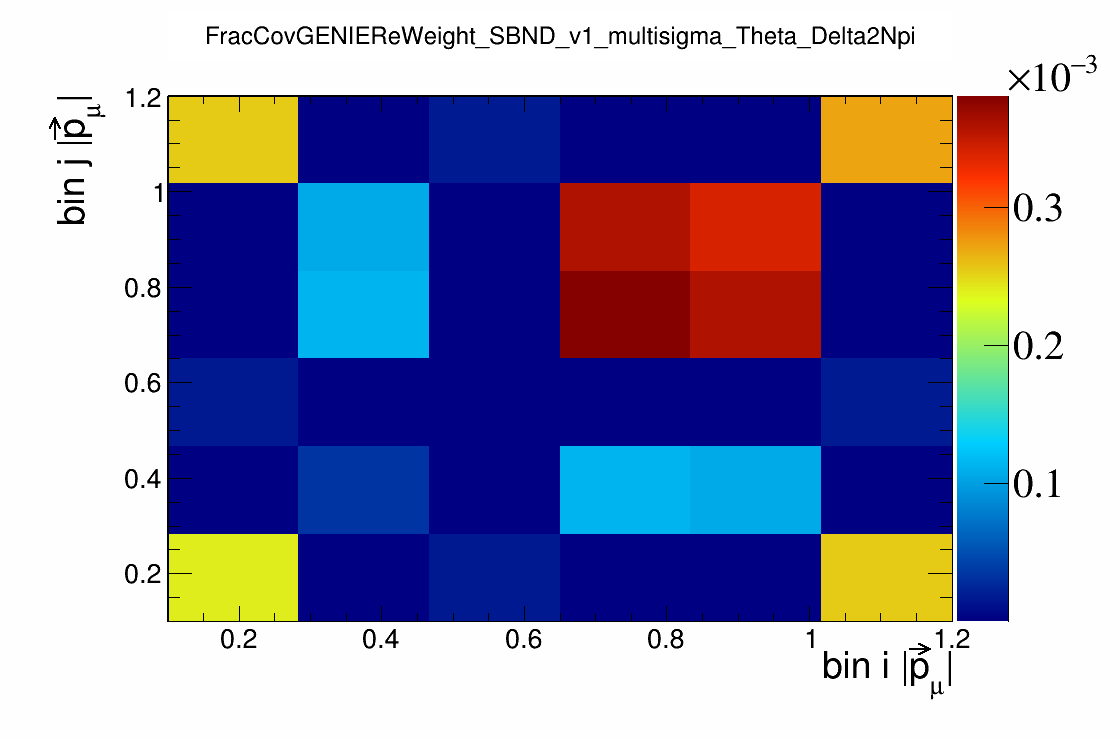 FracCovGENIEReWeight_SBND_v1_multisigma_Theta_Delta2Npi
×10⁻³
bin j |p⃗μ|
1.2
1
0.8
0.6
0.4
0.2
0.3
0.2
0.1
0.2 0.4 0.6 0.8 1 1.2
bin i |p⃗μ|